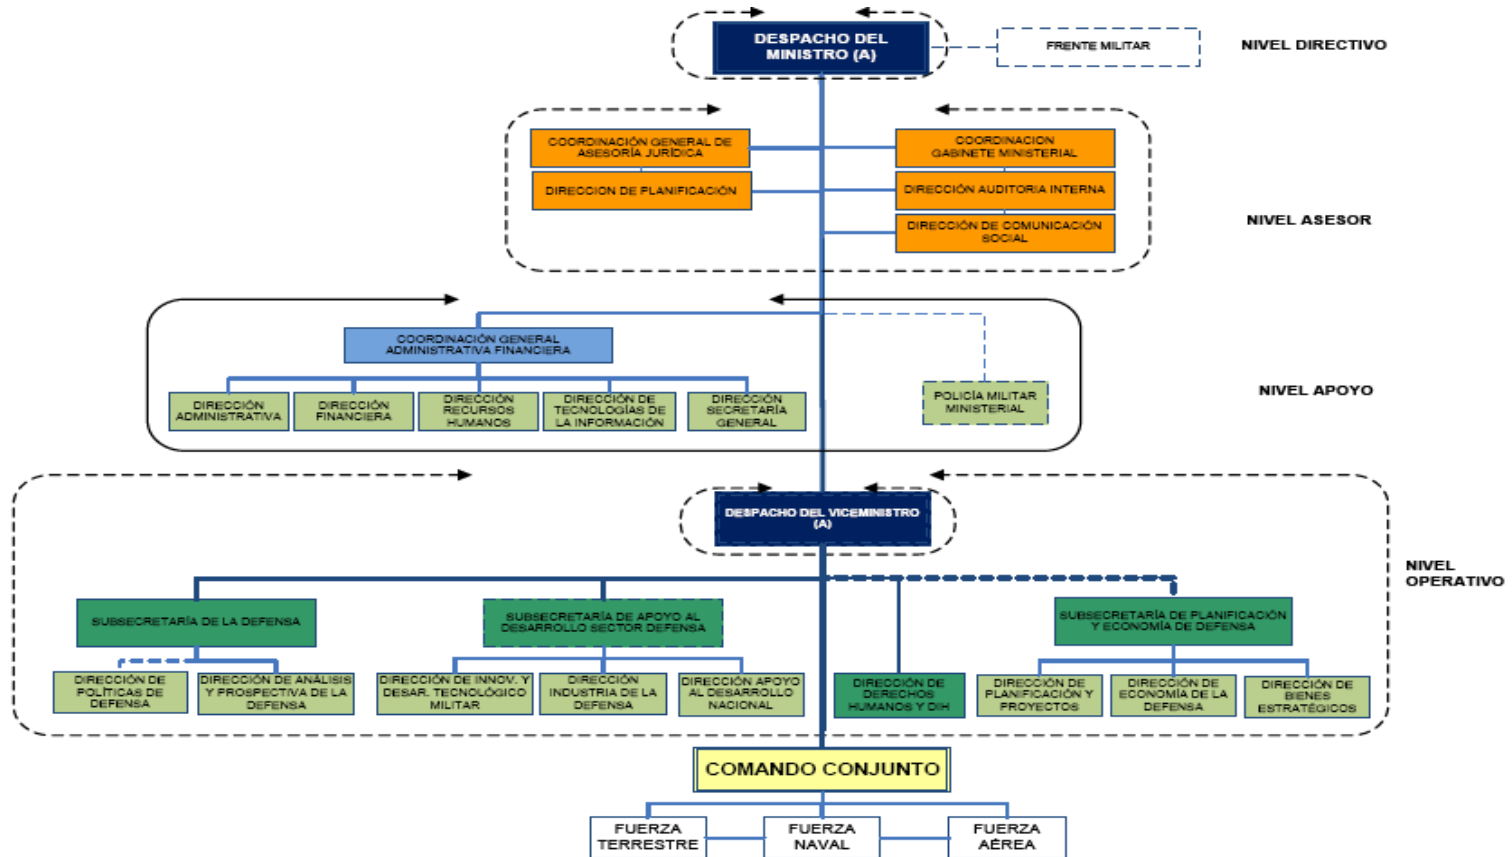 DESPACHO DEL
MINISTRO (A)
FRENTE MILITAR
NIVEL DIRECTIVO
COORDINACIÓN GENERAL DE
ASESORÍA JURÍDICA
COORDINACION
GABINETE MINISTERIAL
DIRECCION DE PLANIFICACIÓN
DIRECCIÓN AUDITORIA INTERNA
DIRECCIÓN DE COMUNICACIÓN
SOCIAL
NIVEL ASESOR
COORDINACIÓN GENERAL
ADMINISTRATIVA FINANCIERA
DIRECCIÓN
ADMINISTRATIVA
DIRECCIÓN
FINANCIERA
DIRECCIÓN
RECURSOS
HUMANOS
DIRECCIÓN DE
TECNOLOGÍAS DE
LA INFORMACIÓN
DIRECCIÓN
SECRETARÍA
GENERAL
POLICÍA MILITAR
MINISTERIAL
NIVEL APOYO
DESPACHO DEL VICEMINISTRO
(A)
NIVEL
OPERATIVO
SUBSECRETARÍA DE LA DEFENSA
SUBSECRETARÍA DE APOYO AL
DESARROLLO SECTOR DEFENSA
SUBSECRETARÍA DE PLANIFICACIÓN
Y ECONOMÍA DE DEFENSA
DIRECCIÓN DE
POLÍTICAS DE
DEFENSA
DIRECCIÓN DE ANÁLISIS
Y PROSPECTIVA DE LA
DEFENSA
DIRECCIÓN DE INNOV. Y
DESAR. TECNOLÓGICO
MILITAR
DIRECCIÓN
INDUSTRIA DE LA
DEFENSA
DIRECCIÓN APOYO
AL DESARROLLO
NACIONAL
DIRECCIÓN DE
DERECHOS
HUMANOS Y DIH
DIRECCIÓN DE
PLANIFICACIÓN Y
PROYECTOS
DIRECCIÓN DE
ECONOMÍA DE LA
DEFENSA
DIRECCIÓN DE
BIENES
ESTRATÉGICOS
COMANDO CONJUNTO
FUERZA
TERRESTRE
FUERZA
NAVAL
FUERZA
AÉREA